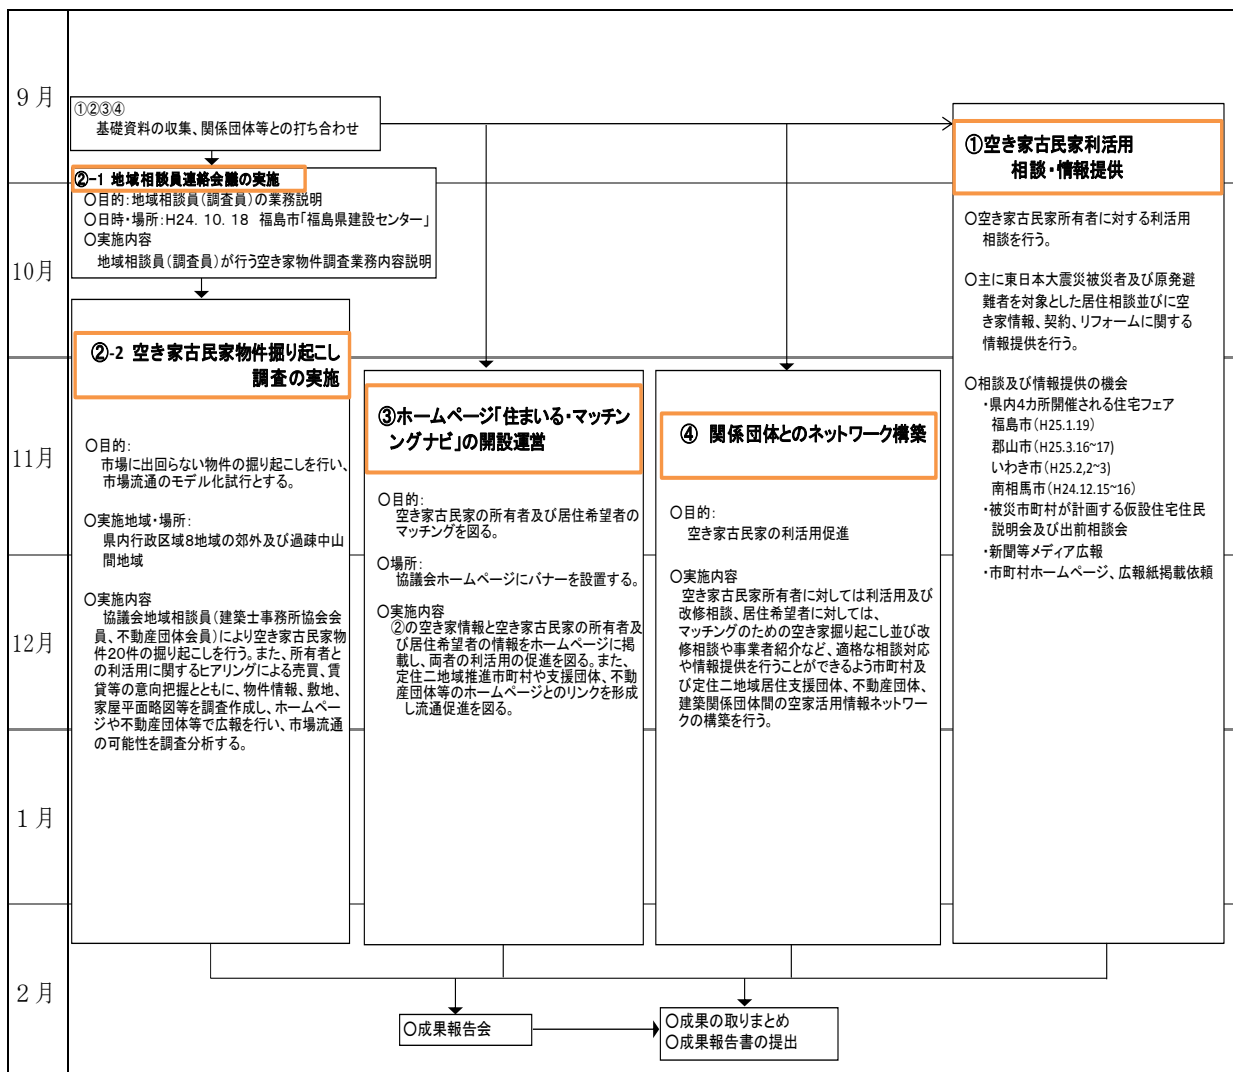 9月
10月
11月
12月
1月
2月
①②③④
基礎資料の収集、関係団体等との打ち合わせ
②-1 地域相談員連絡会議の実施
○目的:地域相談員(調査員)の業務説明
○日時・場所:H24. 10. 18 福島市「福島県建設センター」
○実施内容
地域相談員(調査員)が行う空き家物件調査業務内容説明
②-2 空き家古民家物件掘り起こし
調査の実施
○目的:
市場に出回らない物件の掘り起こしを行い、
市場流通のモデル化試行とする。
○実施地域・場所:
県内行政区域8地域の郊外及び過疎中山
間地域
○実施内容
協議会地域相談員(建築士事務所協会会
員、不動産団体会員)により空き家古民家物
件20件の掘り起こしを行う。また、所有者と
の利活用に関するヒアリングによる売買、賃
貸等の意向把握とともに、物件情報、敷地、
家屋平面略図等を調査作成し、ホームペー
ジや不動産団体等で広報を行い、市場流通
の可能性を調査分析する。
③ホームページ「住まいる・マッチン
グナビ」の開設運営
○目的:
空き家古民家の所有者及び居住希望者の
マッチングを図る。
○場所:
協議会ホームページにバナーを設置する。
○実施内容
②の空き家情報と空き家古民家の所有者及
び居住希望者の情報をホームページに掲
載し、両者の利活用の促進を図る。また、
定住二地域推進市町村や支援団体、不動
産団体等のホームページとのリンクを形成
し流通促進を図る。
④ 関係団体とのネットワーク構築
○目的:
空き家古民家の利活用促進
○実施内容
空き家古民家所有者に対しては利活用及び
改修相談、居住希望者に対しては、
マッチングのための空き家掘り起こし並び改
修相談や事業者紹介など、適格な相談対応
や情報提供を行うことができるよう市町村及
び定住二地域居住支援団体、不動産団体、
建築関係団体間の空家活用情報ネットワー
クの構築を行う。
①空き家古民家利活用
相談・情報提供
○空き家古民家所有者に対する利活用
相談を行う。
○主に東日本大震災被災者及び原発避
難者を対象とした居住相談並びに空
き家情報、契約、リフォームに関する
情報提供を行う。
○相談及び情報提供の機会
・県内4カ所開催される住宅フェア
福島市(H25.1.19)
郡山市(H25.3.16~17)
いわき市(H25.2,2~3)
南相馬市(H24.12.15~16)
・被災市町村が計画する仮設住宅住民
説明会及び出前相談会
・新聞等メディア広報
・市町村ホームページ、広報紙掲載依頼
○成果報告会
○成果の取りまとめ
○成果報告書の提出